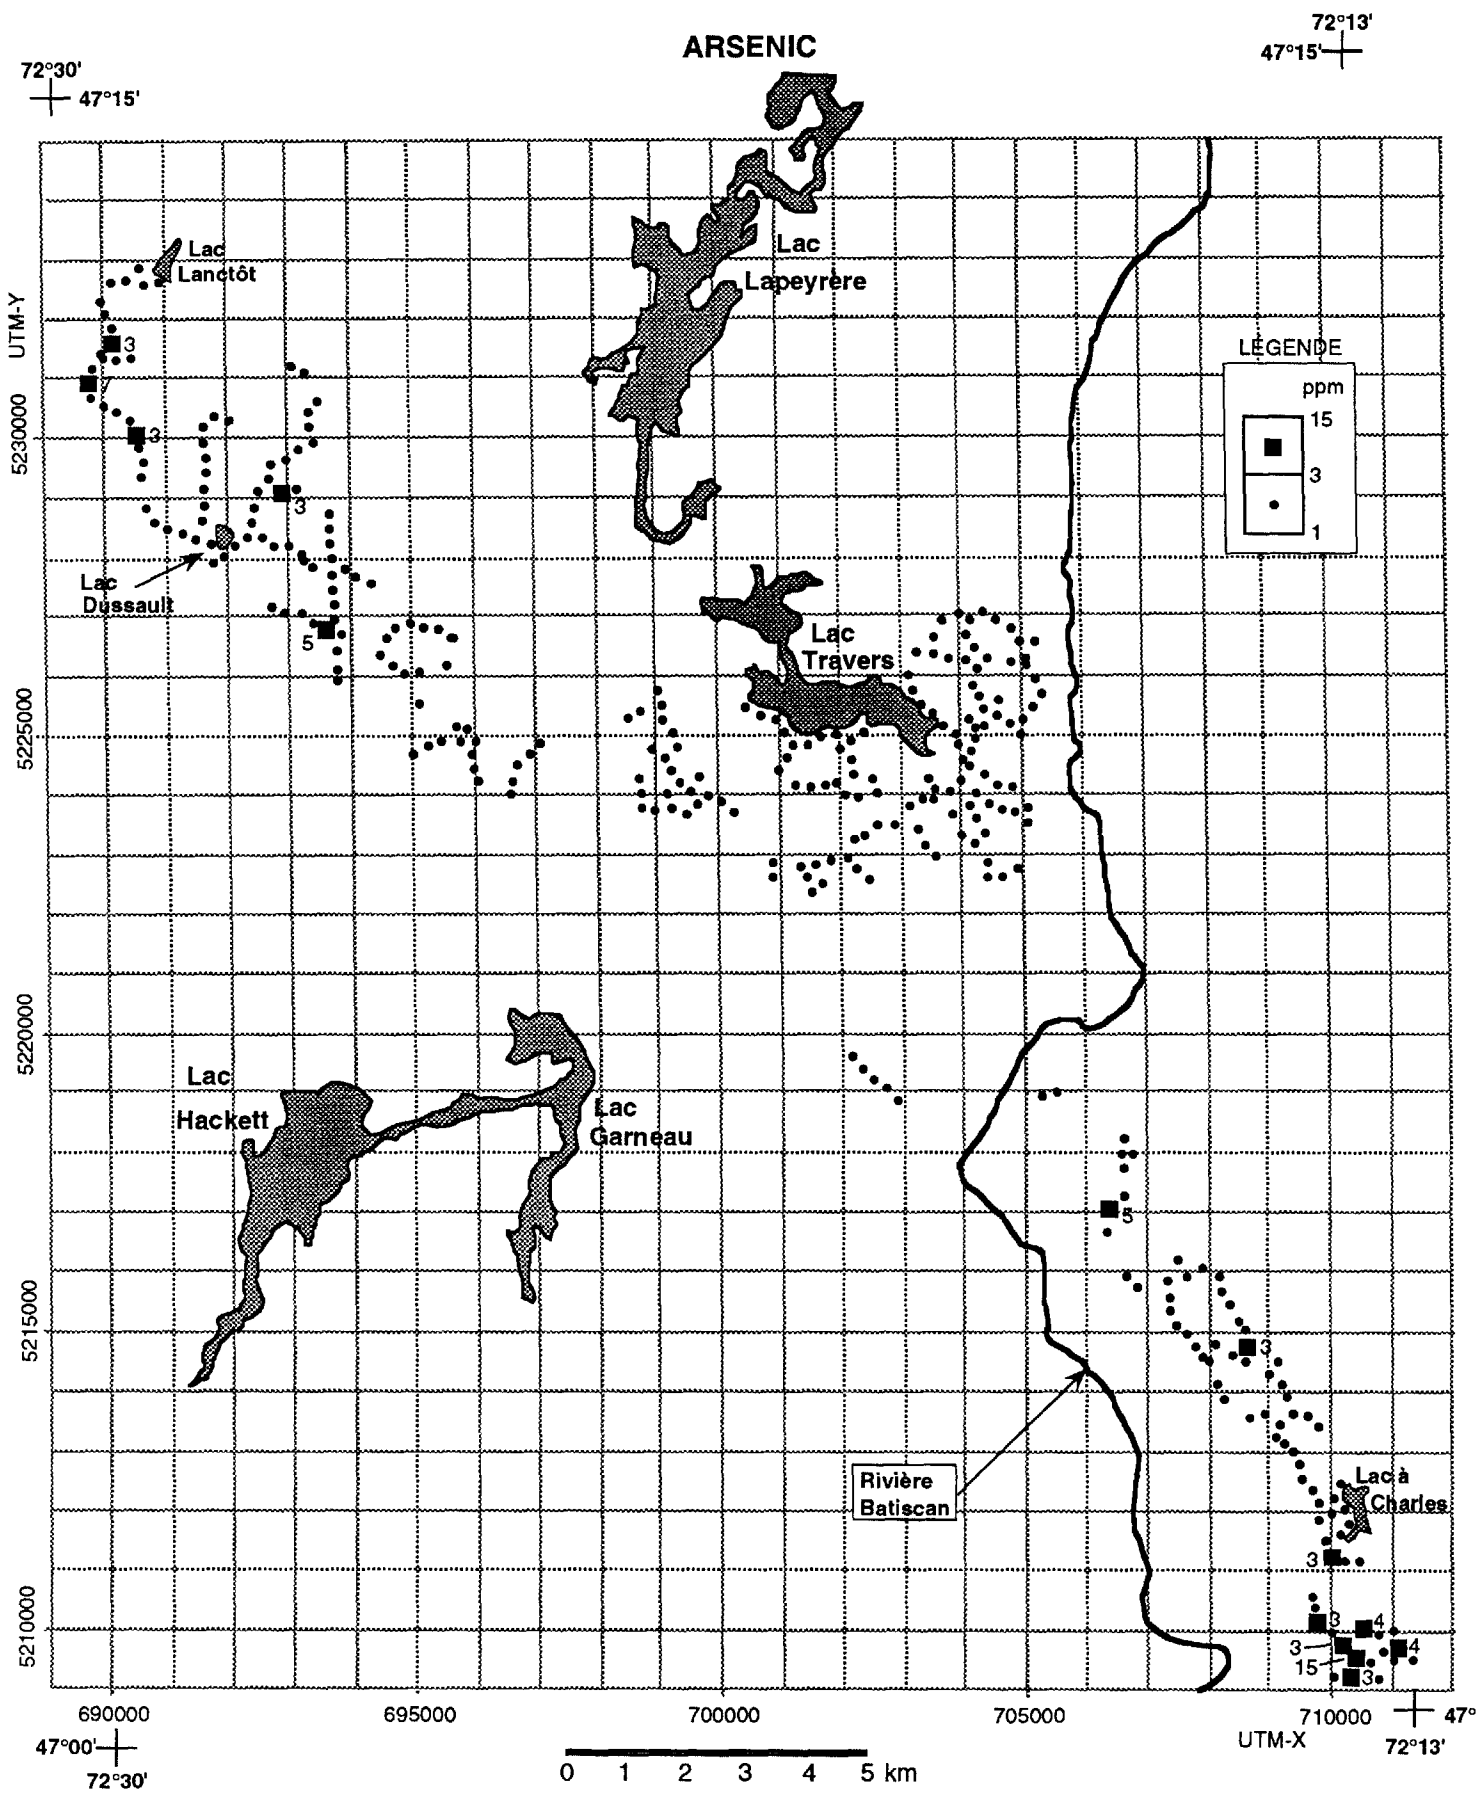 ARSENIC
72°13'
47°15'
72°30'
47°15'
Lac
Lanctôt
Lac
Lapeyrère
UTM-Y
3
7
3
3
LÉGENDE
ppm
15
3
1
5230000
Lac
Dussault
5
Lac
Travers
5225000
5220000
Lac
Hackett
Lac
Garneau
5
5215000
3
Rivière
Batiscan
Lac à
Charles
3
5210000
3
4
3
4
15
3
690000
695000
700000
705000
710000
47°
UTM-X
72°13'
47°00'
72°30'
0 1 2 3 4 5 km